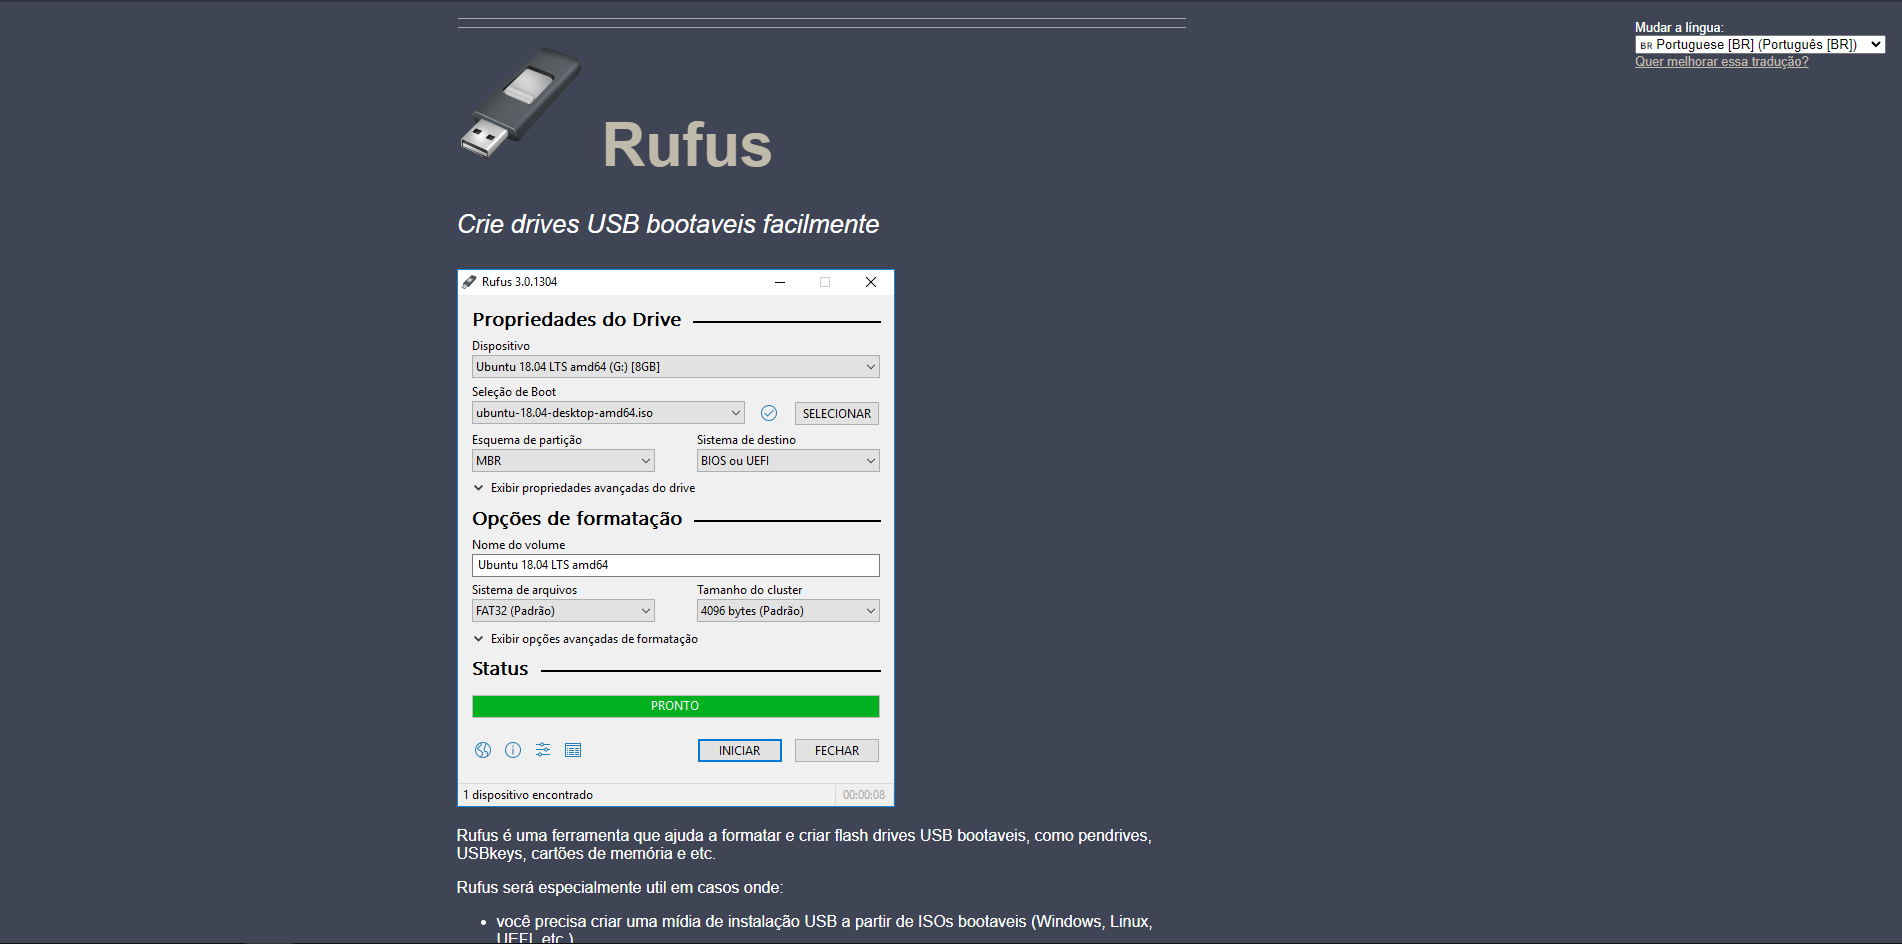 Mudar a língua:
BR Portuguese [BR] (Português [BR])
Quer melhorar essa tradução?
Rufus
Crie drives USB bootaveis facilmente
Rufus 3.0.1304
Propriedades do Drive
Dispositivo
Ubuntu 18.04 LTS amd64 (G:) [8GB]
Seleção de Boot
ubuntu-18.04-desktop-amd64.iso
SELECIONAR
Esquema de partição
Sistema de destino
MBR
BIOS ou UEFI
Exibir propriedades avançadas do drive
Opções de formatação
Nome do volume
Ubuntu 18.04 LTS amd64
Sistema de arquivos
Tamanho do cluster
FAT32 (Padrão)
4096 bytes (Padrão)
Exibir opções avançadas de formatação
Status
PRONTO
INICIAR
FECHAR
1 dispositivo encontrado
00:00:08
Rufus é uma ferramenta que ajuda a formatar e criar flash drives USB bootaveis, como pendrives,
USBkeys, cartões de memória e etc.
Rufus será especialmente util em casos onde:
• você precisa criar uma mídia de instalação USB a partir de ISOs bootaveis (Windows, Linux,
UEFI, etc.)